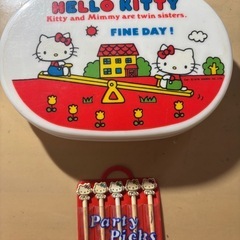 HELLO KITTY
Kitty and Mimmy are twin sisters.
FINE DAY!
Party Picks